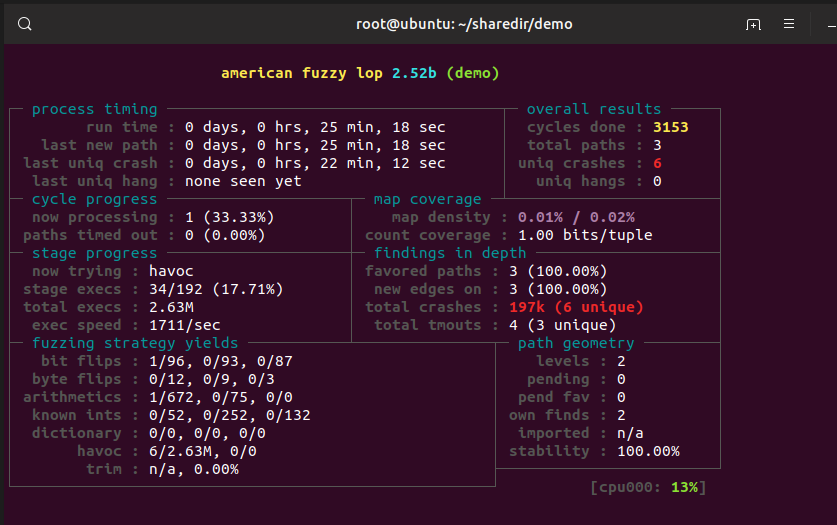 root@ubuntu: ~/sharedir/demo
american fuzzy lop 2.52b (demo)
process timing overall results
run time : 0 days, 0 hrs, 25 min, 18 sec cycles done : 3153
last new path : 0 days, 0 hrs, 25 min, 18 sec total paths : 3
last uniq crash : 0 days, 0 hrs, 22 min, 12 sec uniq crashes : 6
last uniq hang : none seen yet uniq hangs : 0
cycle progress map coverage
now processing : 1 (33.33%) map density : 0.01% / 0.02%
paths timed out : 0 (0.00%) count coverage : 1.00 bits/tuple
stage progress findings in depth
now trying : havoc favored paths : 3 (100.00%)
stage execs : 34/192 (17.71%) new edges on : 3 (100.00%)
total execs : 2.63M total crashes : 197k (6 unique)
exec speed : 1711/sec total tmouts : 4 (3 unique)
fuzzing strategy yields path geometry
bit flips : 1/96, 0/93, 0/87 levels : 2
byte flips : 0/12, 0/9, 0/3 pending : 0
arithmetics : 1/672, 0/75, 0/0 pend fav : 0
known ints : 0/52, 0/252, 0/132 own finds : 2
dictionary : 0/0, 0/0, 0/0 imported : n/a
havoc : 6/2.63M, 0/0 stability : 100.00%
trim : n/a, 0.00%
[cpu000: 13%]